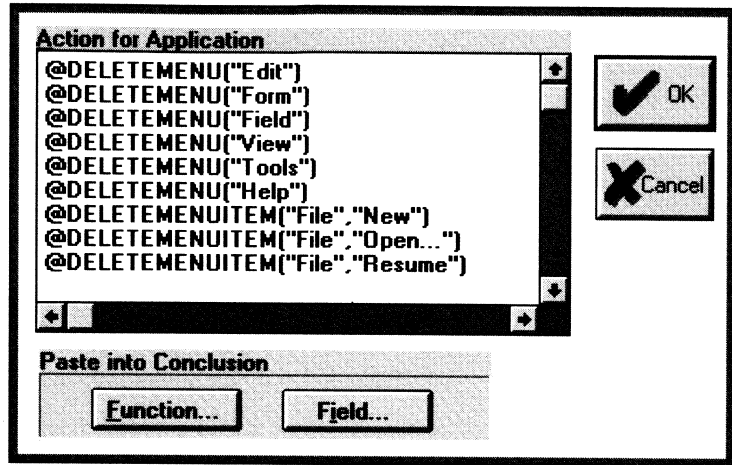 Action for Application
@DELETEMENU("Edit")
@DELETEMENU("Form")
@DELETEMENU("Field")
@DELETEMENU("View")
@DELETEMENU("Tools")
@DELETEMENU("Help")
@DELETEMENUITEM("File","New")
@DELETEMENUITEM("File","Open...")
@DELETEMENUITEM("File","Resume")
OK
Cancel
Paste into Conclusion
Function...
Field...